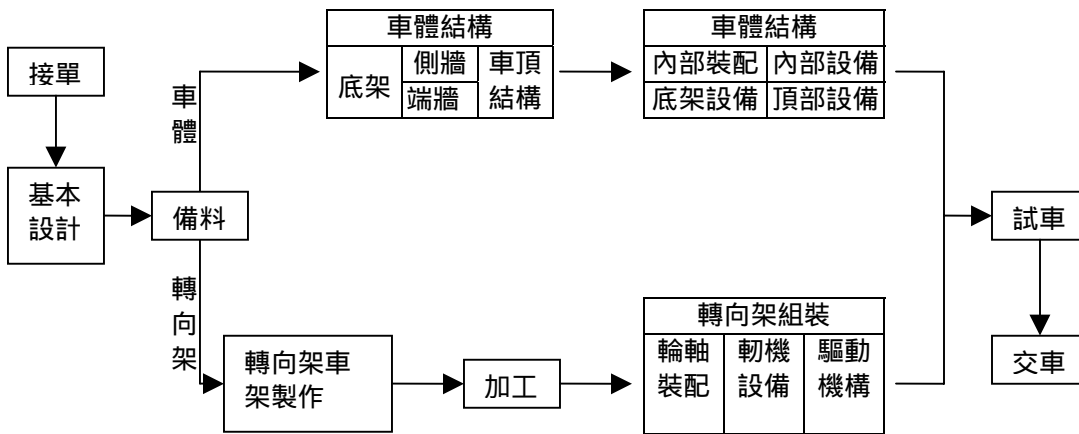 接單
基本
設計
備料
車
體
轉
向
架
車體結構
底架
側牆
端牆
車頂
結構
車體結構
內部裝配 內部設備
底架設備 頂部設備
轉向架車
架製作
加工
轉向架組裝
輪軸
裝配
軔機
設備
驅動
機構
試車
交車